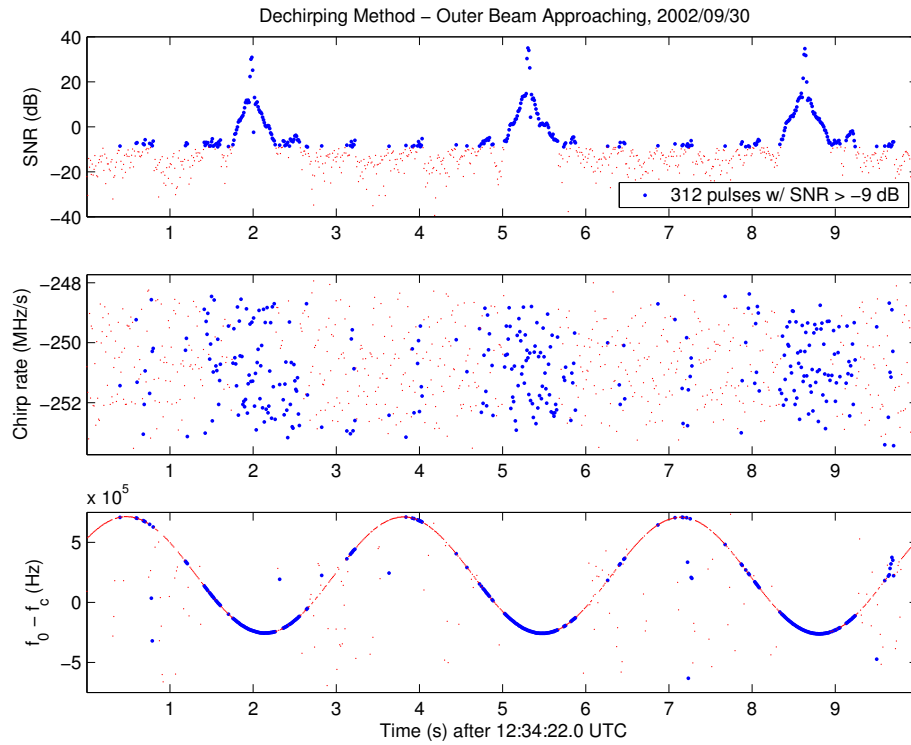 Dechirping Method − Outer Beam Approaching, 2002/09/30
SNR (dB)
40
20
0
−20
−40
312 pulses w/ SNR > −9 dB
1 2 3 4 5 6 7 8 9
Chirp rate (MHz/s)
−248
−250
−252
1 2 3 4 5 6 7 8 9
x 10^5
f_0 − f_c (Hz)
5
0
−5
1 2 3 4 5 6 7 8 9
Time (s) after 12:34:22.0 UTC